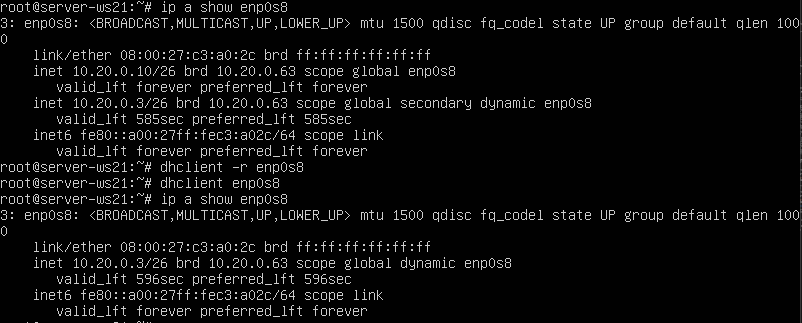 root@server-ws21:~# ip a show enp0s8
3: enp0s8: <BROADCAST,MULTICAST,UP,LOWER_UP> mtu 1500 qdisc fq_codel state UP group default qlen 100
0
    link/ether 08:00:27:c3:a0:2c brd ff:ff:ff:ff:ff:ff
    inet 10.20.0.10/26 brd 10.20.0.63 scope global enp0s8
       valid_lft forever preferred_lft forever
    inet 10.20.0.3/26 brd 10.20.0.63 scope global secondary dynamic enp0s8
       valid_lft 585sec preferred_lft 585sec
    inet6 fe80::a00:27ff:fec3:a02c/64 scope link
       valid_lft forever preferred_lft forever
root@server-ws21:~# dhclient -r enp0s8
root@server-ws21:~# dhclient enp0s8
root@server-ws21:~# ip a show enp0s8
3: enp0s8: <BROADCAST,MULTICAST,UP,LOWER_UP> mtu 1500 qdisc fq_codel state UP group default qlen 100
0
    link/ether 08:00:27:c3:a0:2c brd ff:ff:ff:ff:ff:ff
    inet 10.20.0.3/26 brd 10.20.0.63 scope global dynamic enp0s8
       valid_lft 596sec preferred_lft 596sec
    inet6 fe80::a00:27ff:fec3:a02c/64 scope link
       valid_lft forever preferred_lft forever